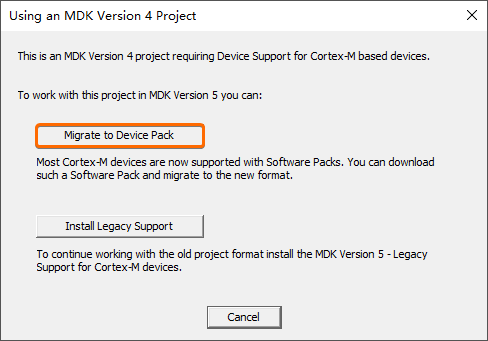 Using an MDK Version 4 Project
This is an MDK Version 4 project requiring Device Support for Cortex-M based devices.
To work with this project in MDK Version 5 you can:
Migrate to Device Pack
Most Cortex-M devices are now supported with Software Packs. You can download
such a Software Pack and migrate to the new format.
Install Legacy Support
To continue working with the old project format install the MDK Version 5 - Legacy
Support for Cortex-M devices.
Cancel